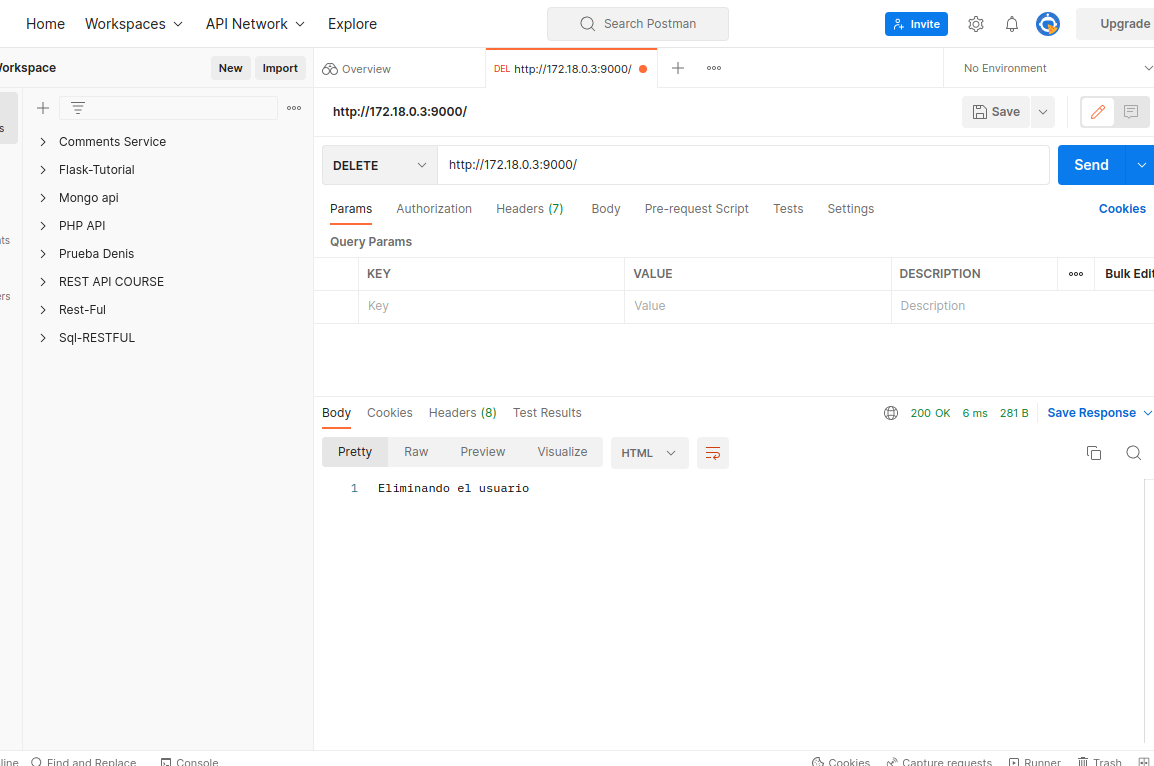 Home Workspaces API Network Explore Search Postman Invite Upgrade
orkspace New Import Overview DEL http://172.18.0.3:9000/ No Environment
http://172.18.0.3:9000/ Save
Comments Service
Flask-Tutorial
Mongo api
PHP API
Prueba Denis
REST API COURSE
Rest-Ful
Sql-RESTFUL
DELETE http://172.18.0.3:9000/ Send
Params Authorization Headers (7) Body Pre-request Script Tests Settings Cookies
Query Params
KEY VALUE DESCRIPTION Bulk Edit
Key Value Description
Body Cookies Headers (8) Test Results 200 OK 6 ms 281 B Save Response
Pretty Raw Preview Visualize HTML
1 Eliminando el usuario
line Find and Replace Console Cookies Capture requests Runner Trash